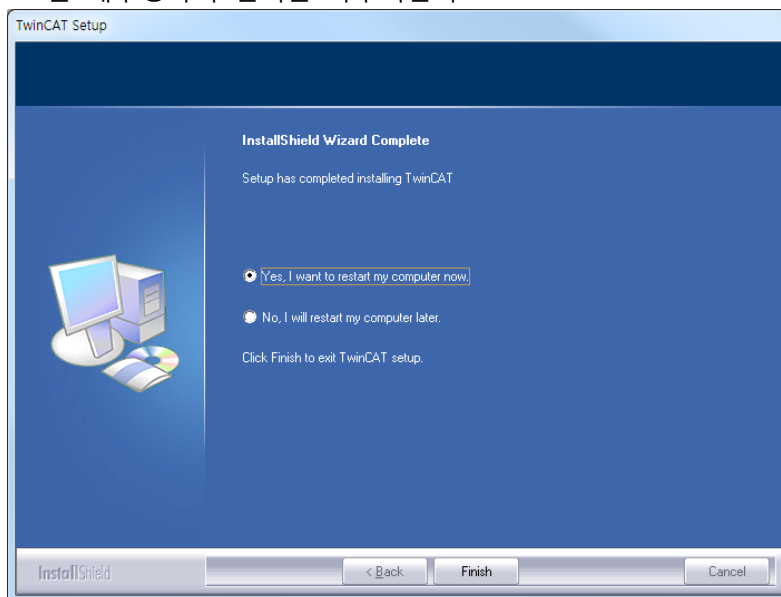 TwinCAT Setup
InstallShield Wizard Complete
Setup has completed installing TwinCAT
Yes, I want to restart my computer now.
No, I will restart my computer later.
Click Finish to exit TwinCAT setup.
InstallShield
< Back
Finish
Cancel